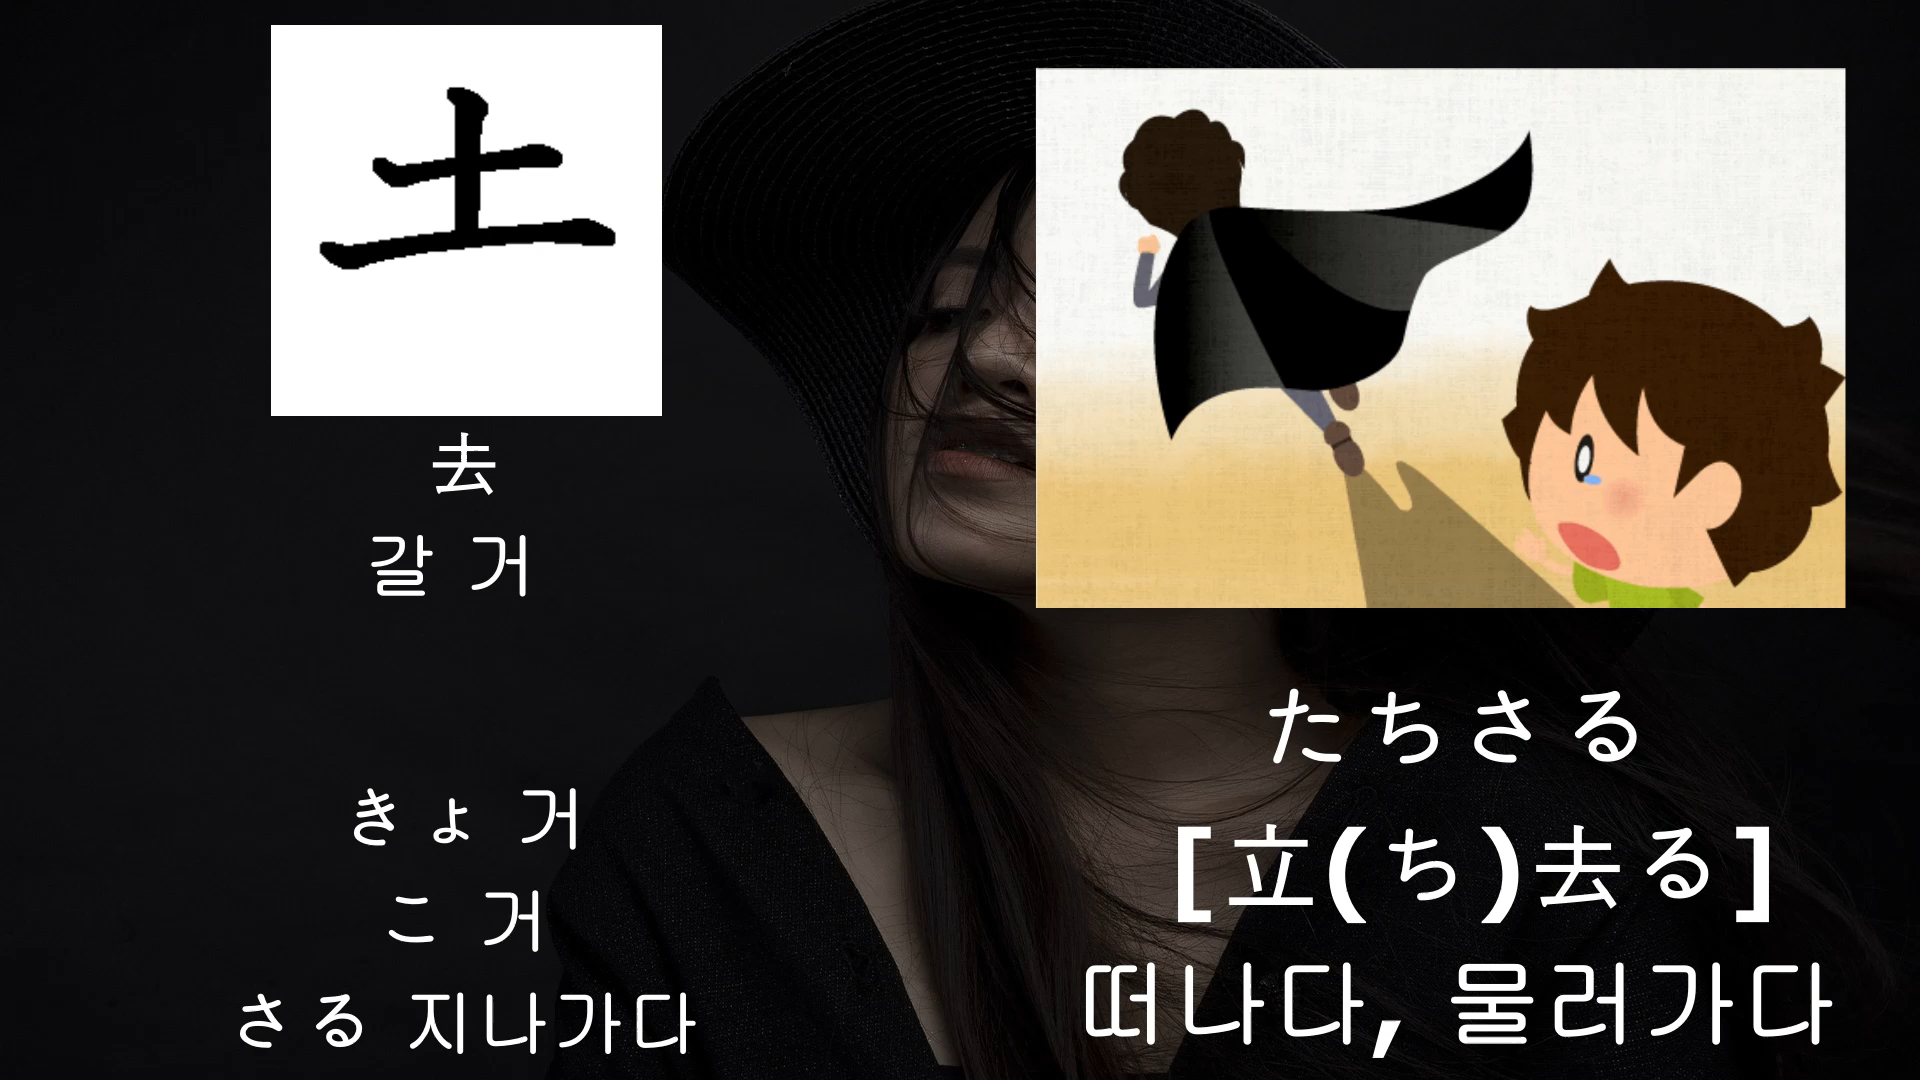 土
去
갈 거
きょ 거
こ 거
さる 지나가다
たちさる
[立(ち)去る]
떠나다, 물러가다